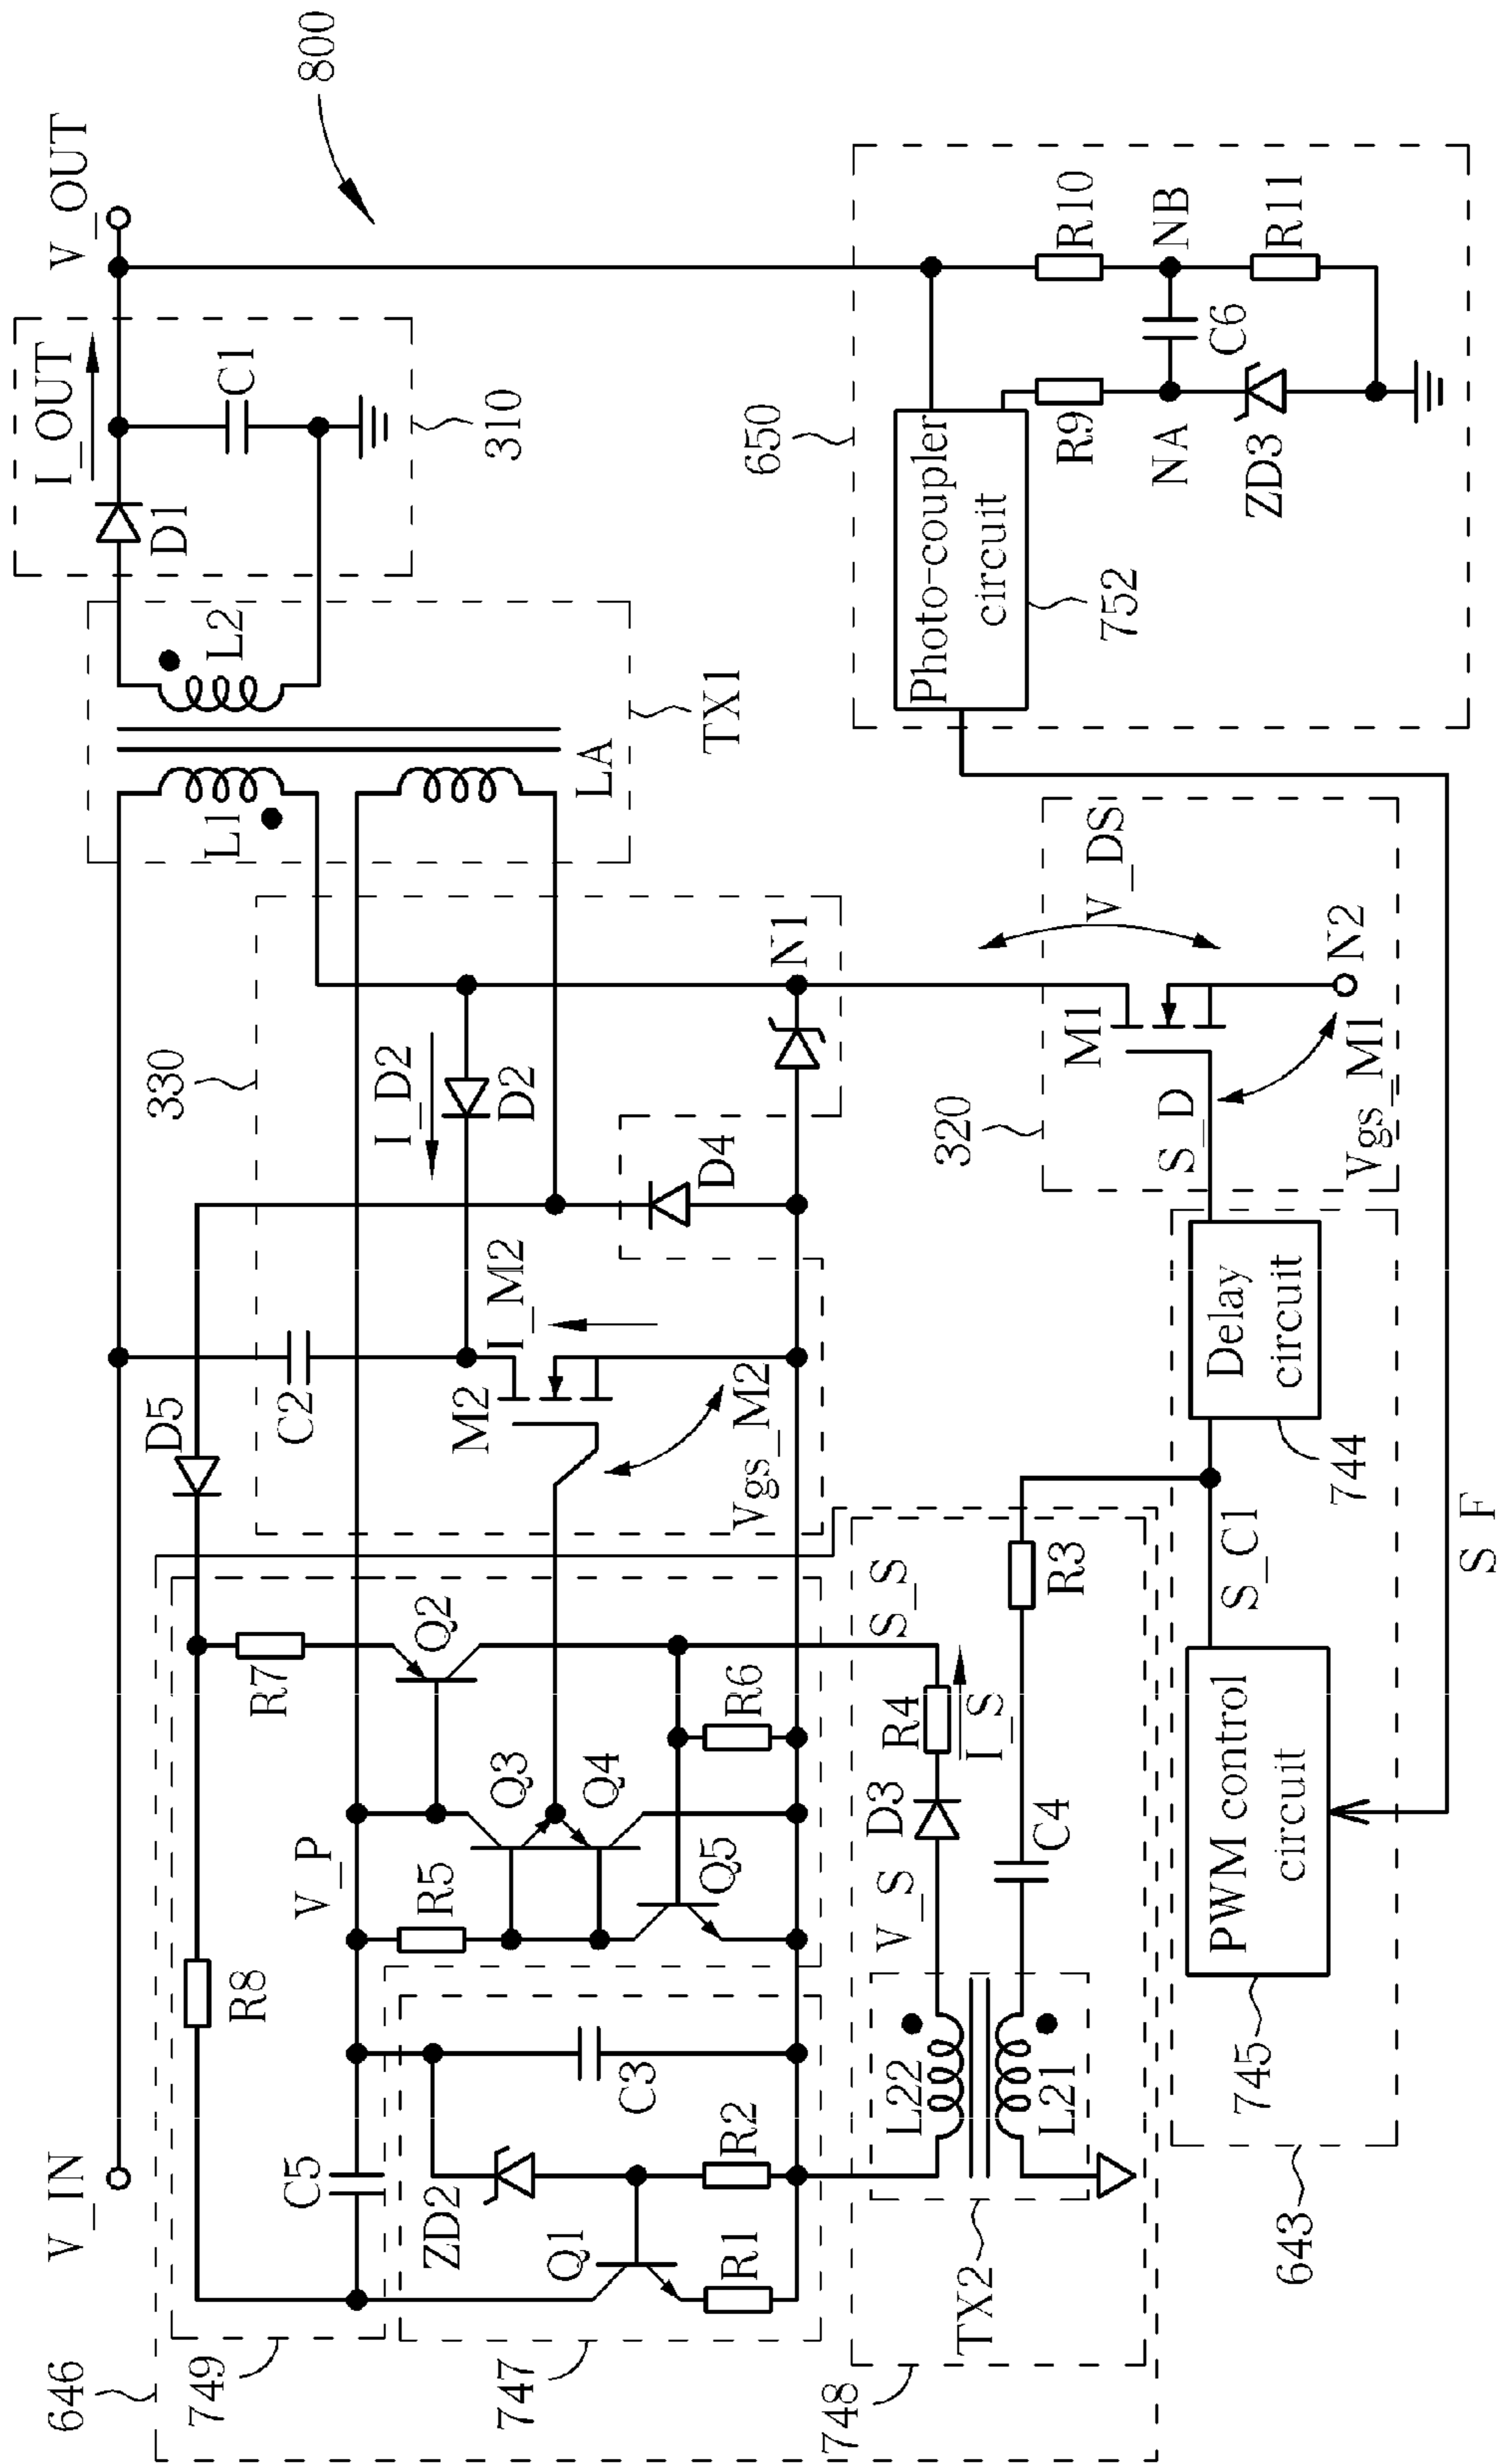 800
V_IN
V_OUT
I_OUT
D1
C1
310
L1
L2
LA
TX1
330
D5
C2
I_D2
D2
M2
I_M2
Vgs_M2
D4
N1
646
749
R8
C5
V_P
R7
Q2
R5
Q3
Q4
Q5
R6
747
ZD2
C3
Q1
R1
R2
748
S_S
V_S
D3
R4
I_S
L22
L21
TX2
C4
R3
320
M1
V_DS
S_D
N2
Vgs_M1
643
745
PWM control
circuit
S_C1
Delay
circuit
744
S_F
650
Photo-coupler
circuit
752
R9
R10
NA
NB
C6
ZD3
R11